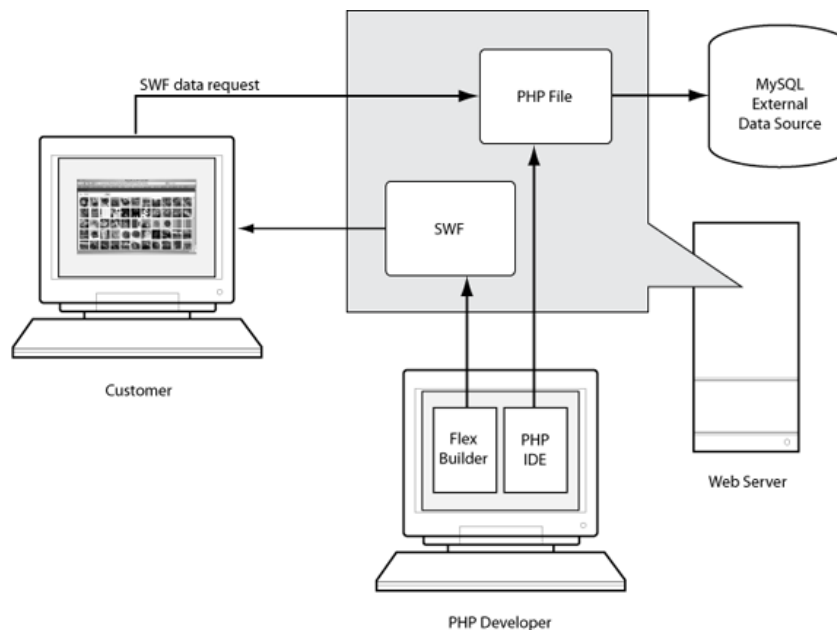 SWF data request
PHP File
MySQL
External
Data Source
SWF
Customer
Flex
Builder
PHP
IDE
Web Server
PHP Developer